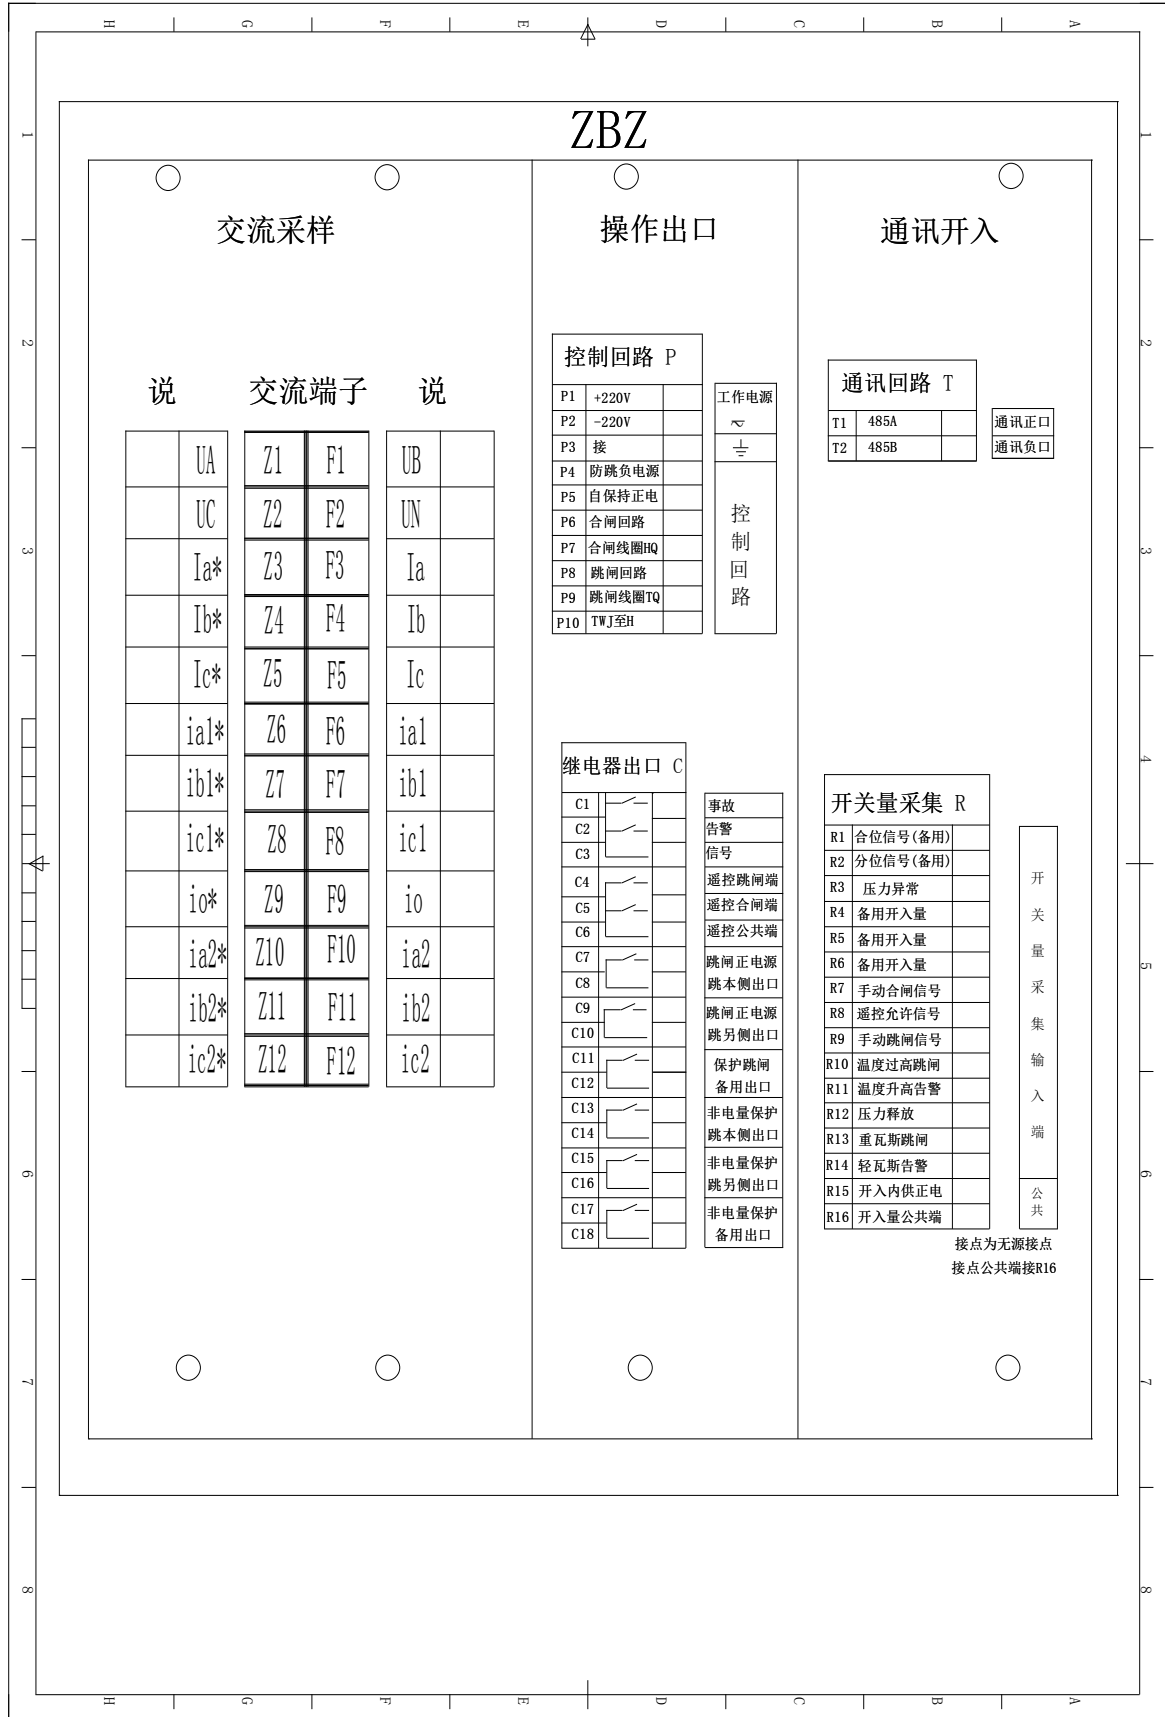 H G F E D C B A
ZBZ
交流采样
说 交流端子 说
UA Z1 F1 UB
UC Z2 F2 UN
Ia* Z3 F3 Ia
Ib* Z4 F4 Ib
Ic* Z5 F5 Ic
ia1* Z6 F6 ia1
ib1* Z7 F7 ib1
ic1* Z8 F8 ic1
io* Z9 F9 io
ia2* Z10 F10 ia2
ib2* Z11 F11 ib2
ic2* Z12 F12 ic2
操作出口
控制回路 P
P1 +220V
P2 -220V
P3 接
P4 防跳负电源
P5 自保持正电
P6 合闸回路
P7 合闸线圈HQ
P8 跳闸回路
P9 跳闸线圈TQ
P10 TWJ至H
工作电源
控
制
回
路
继电器出口 C
C1 事故
C2 告警
C3 信号
C4 遥控跳闸端
C5 遥控合闸端
C6 遥控公共端
C7 跳闸正电源
C8 跳本侧出口
C9 跳闸正电源
C10 跳另侧出口
C11 保护跳闸
C12 备用出口
C13 非电量保护
C14 跳本侧出口
C15 非电量保护
C16 跳另侧出口
C17 非电量保护
C18 备用出口
通讯开入
通讯回路 T
T1 485A 通讯正口
T2 485B 通讯负口
开关量采集 R
R1 合位信号(备用)
R2 分位信号(备用)
R3 压力异常
R4 备用开入量
R5 备用开入量
R6 备用开入量
R7 手动合闸信号
R8 遥控允许信号
R9 手动跳闸信号
R10 温度过高跳闸
R11 温度升高告警
R12 压力释放
R13 重瓦斯跳闸
R14 轻瓦斯告警
R15 开入内供正电
R16 开入量公共端
开
关
量
采
集
输
入
端
公
共
接点为无源接点
接点公共端接R16
1 1
2 2
3 3
4 4
5 5
6 6
7 7
8 8
H G F E D C B A